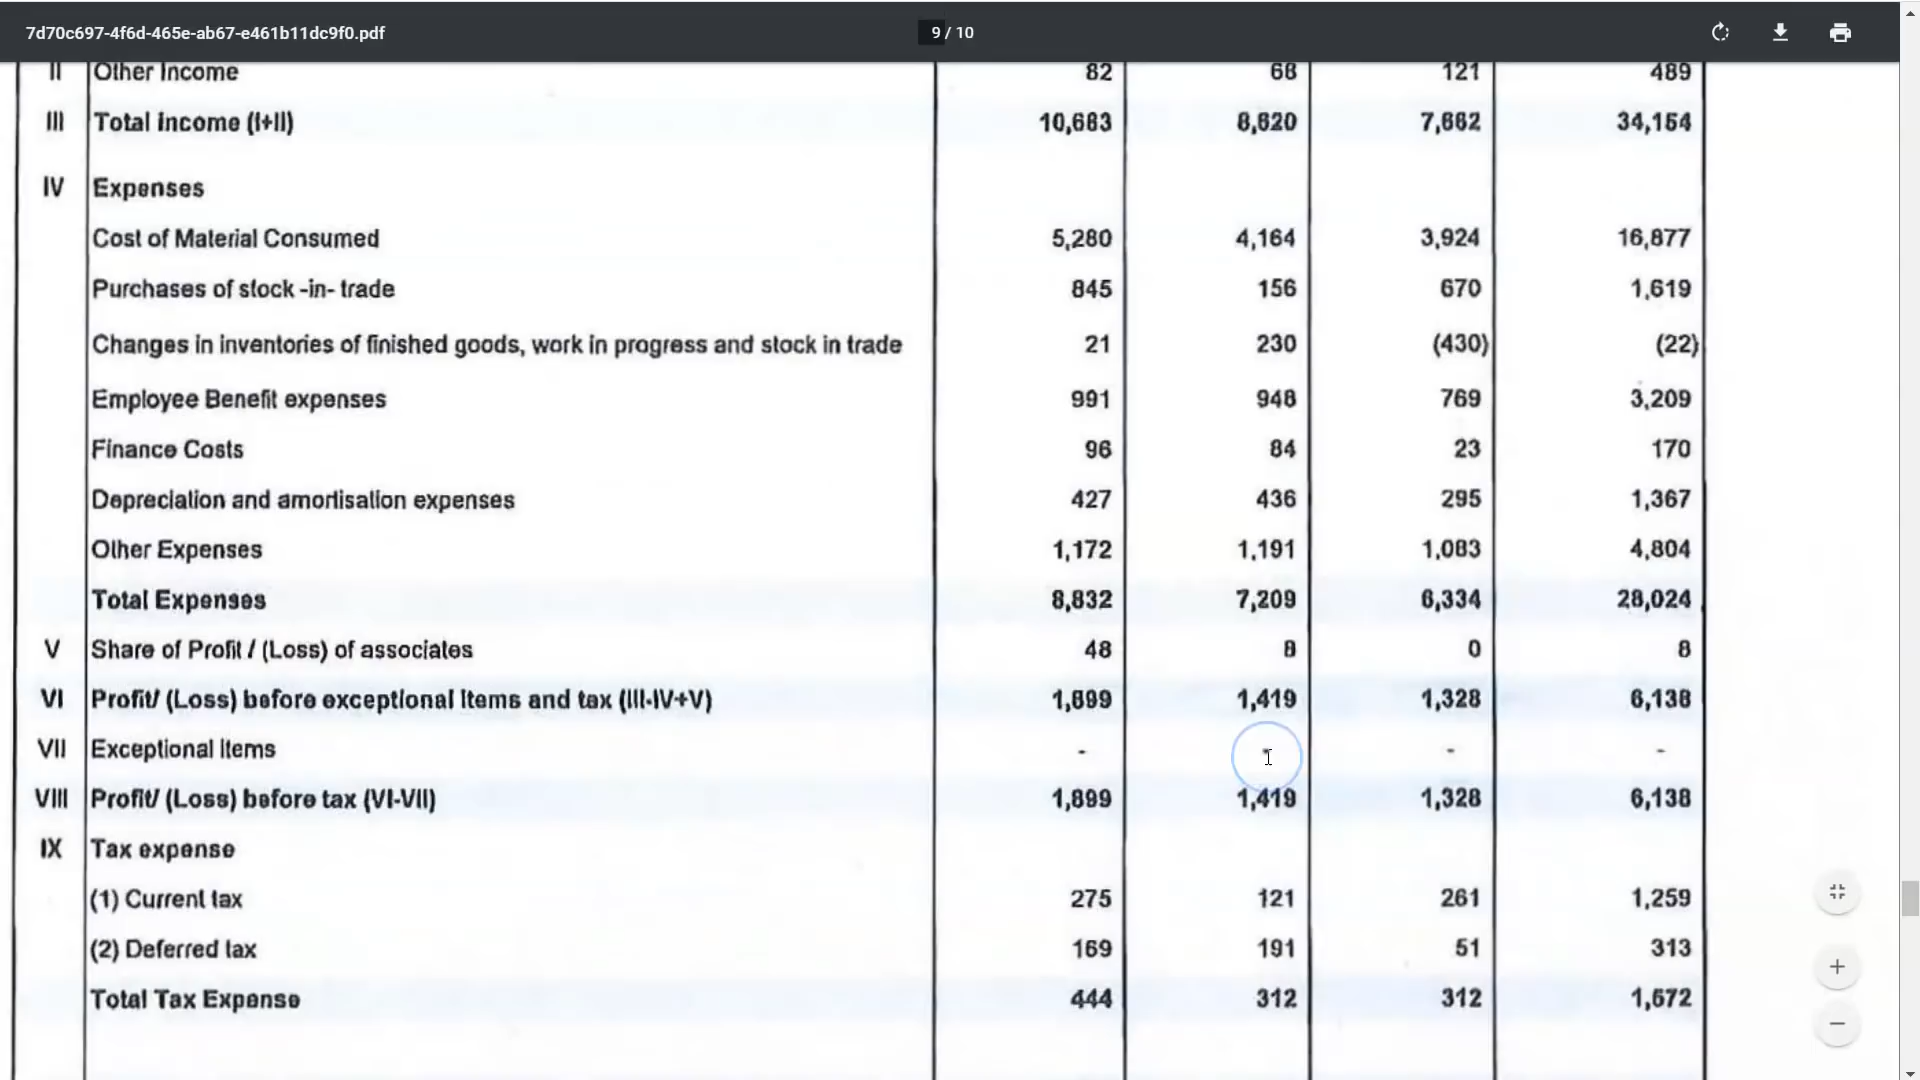 7d70c697-4f6d-465e-ab67-e461b11dc9f0.pdf 9 / 10
II Other Income 82 68 121 489
III Total Income (I+II) 10,683 8,620 7,662 34,154
IV Expenses
Cost of Material Consumed 5,280 4,164 3,924 16,877
Purchases of stock -in- trade 845 156 670 1,619
Changes in inventories of finished goods, work in progress and stock in trade 21 230 (430) (22)
Employee Benefit expenses 991 948 769 3,209
Finance Costs 96 84 23 170
Depreciation and amortisation expenses 427 436 295 1,367
Other Expenses 1,172 1,191 1,083 4,804
Total Expenses 8,832 7,209 6,334 28,024
V Share of Profit / (Loss) of associates 48 8 0 8
VI Profit/ (Loss) before exceptional items and tax (III-IV+V) 1,899 1,419 1,328 6,138
VII Exceptional items - - - -
VIII Profit/ (Loss) before tax (VI-VII) 1,899 1,419 1,328 6,138
IX Tax expense
(1) Current tax 275 121 261 1,259
(2) Deferred tax 169 191 51 313
Total Tax Expense 444 312 312 1,572